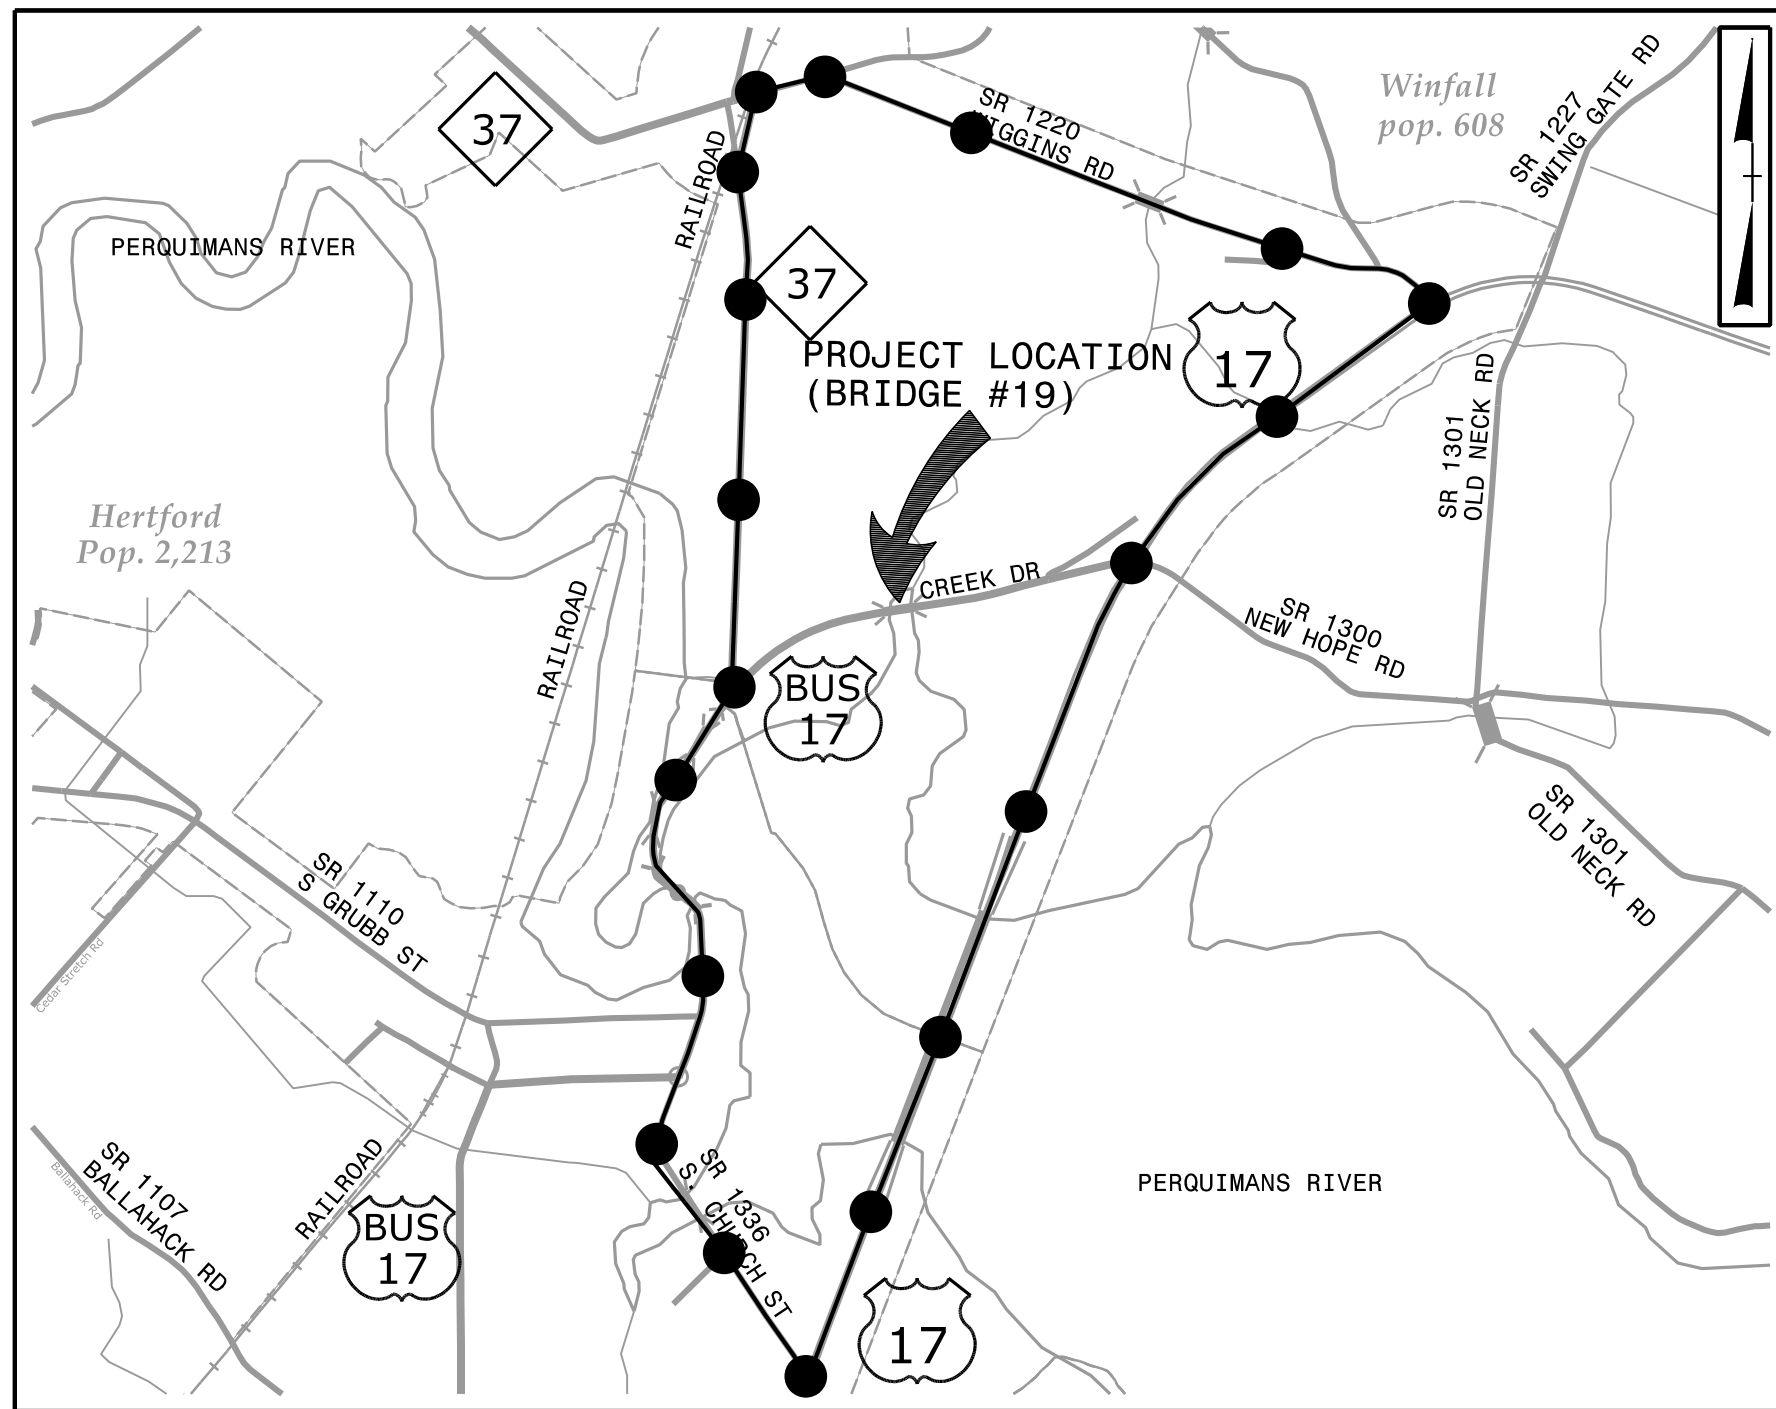 37
Winfall
pop. 608
SR 1227
SWING GATE RD
SR 1220
WIGGINS RD
RAILROAD
PERQUIMANS RIVER
37
PROJECT LOCATION
(BRIDGE #19)
17
SR 1301
OLD NECK RD
Hertford
Pop. 2,213
CREEK DR
RAILROAD
SR 1300
NEW HOPE RD
BUS
17
SR 1301
OLD NECK RD
SR 1110
S GRUBB ST
Cedar Stretch Rd
SR 1107
BALLAHACK RD
Ballahack Rd
RAILROAD
BUS
17
SR 1336
S. CHURCH ST
PERQUIMANS RIVER
17